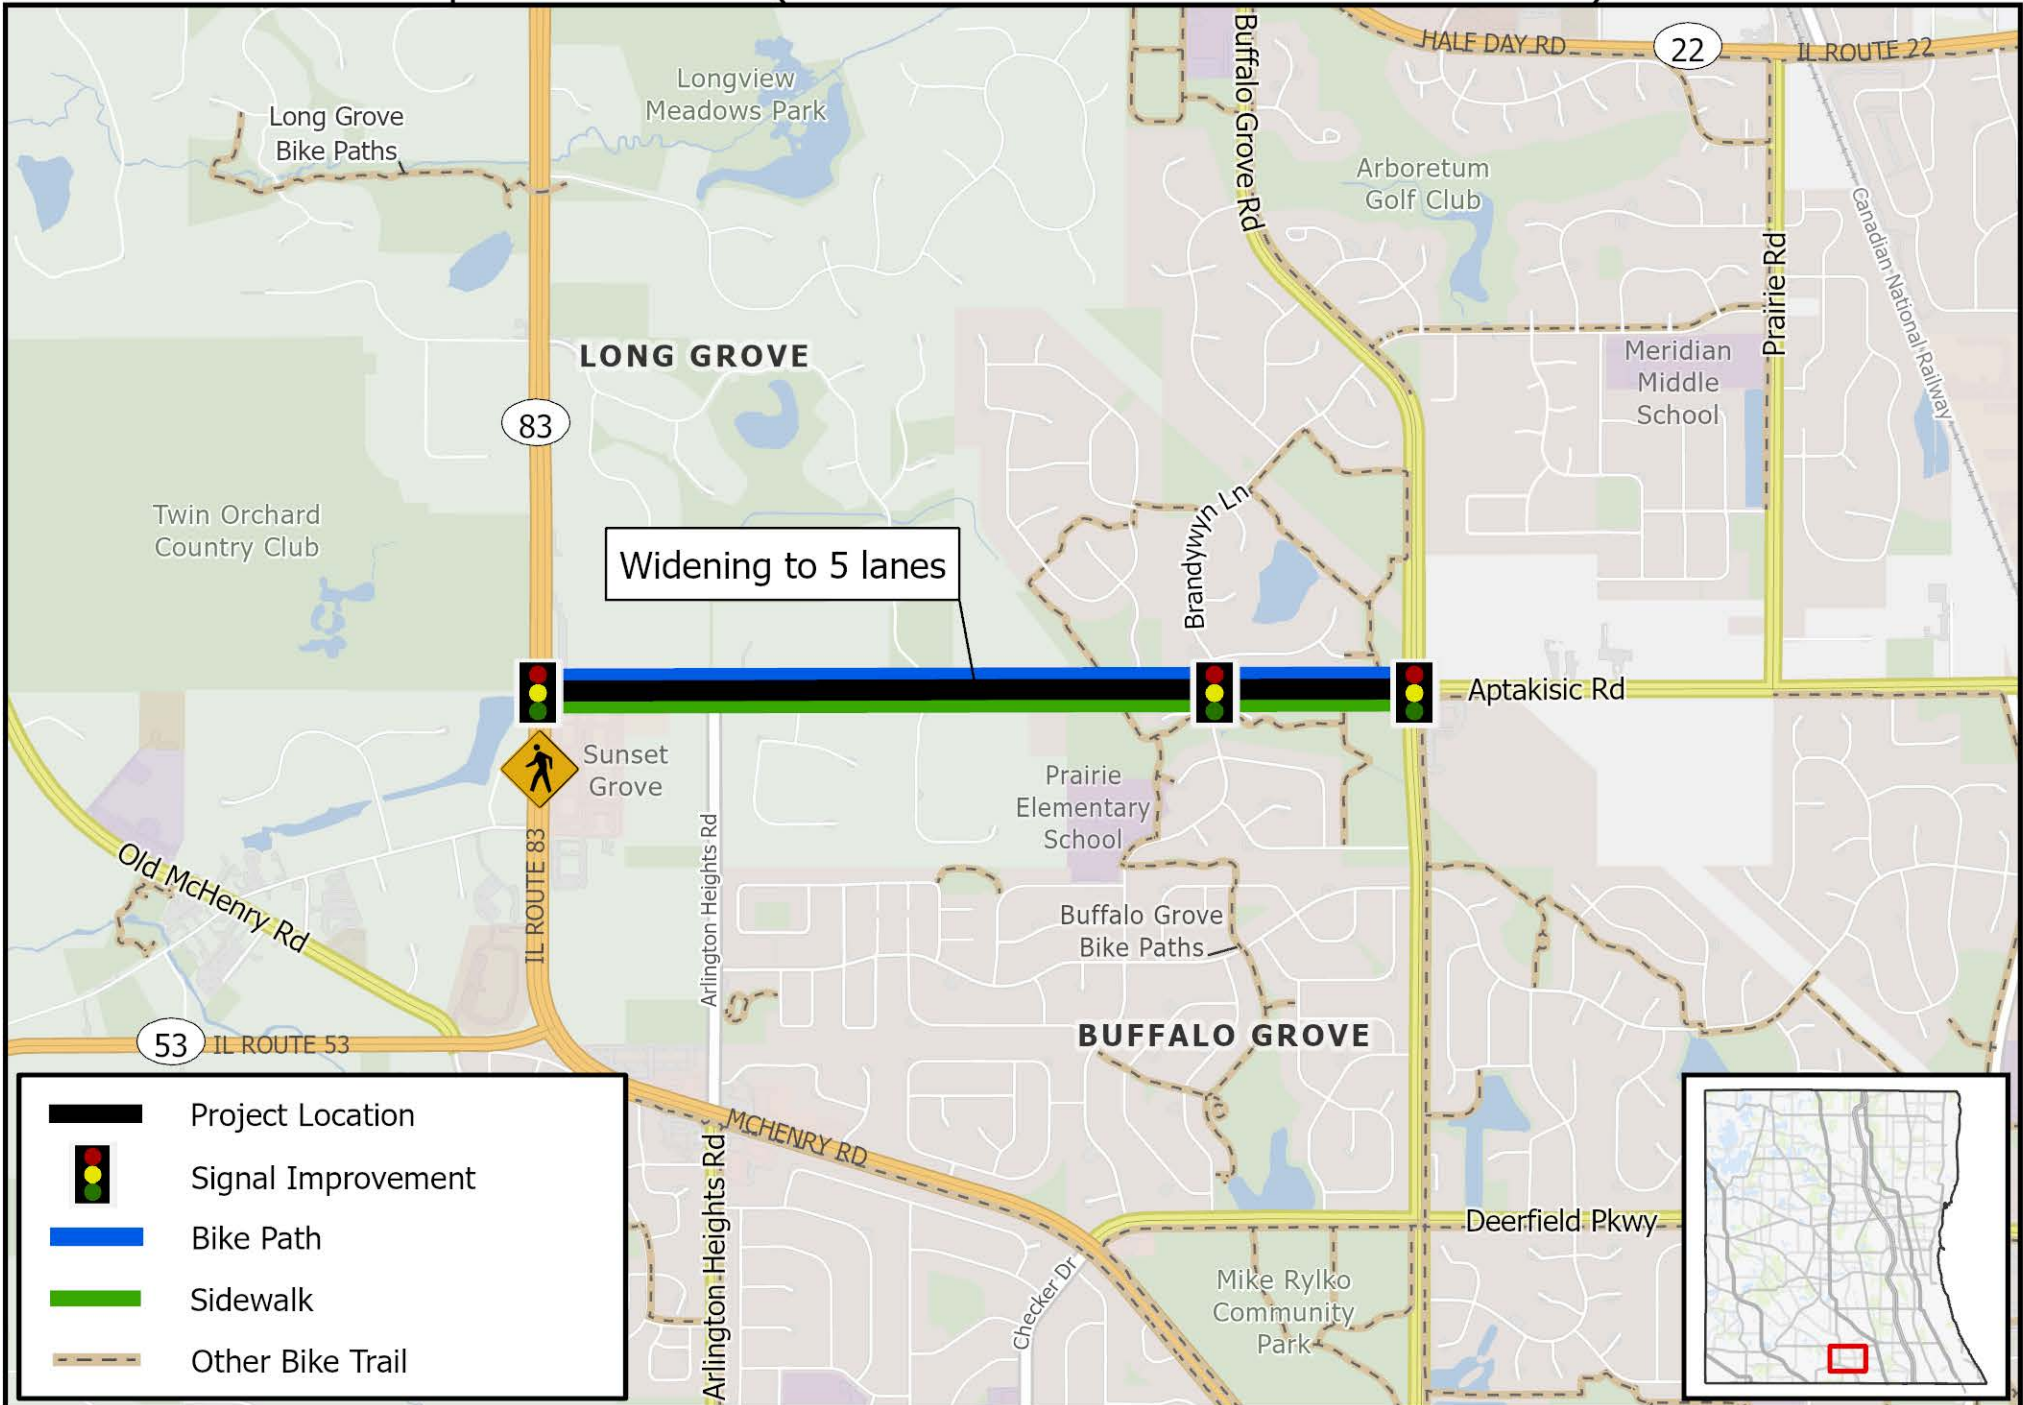 HALF DAY RD
22
IL ROUTE 22
Buffalo Grove Rd
Longview
Meadows Park
Long Grove
Bike Paths
Arboretum
Golf Club
Canadian National Railway
Prairie Rd
LONG GROVE
Meridian
Middle
School
83
Twin Orchard
Country Club
Brandywyn Ln
Widening to 5 lanes
Aptakisic Rd
Sunset
Grove
Prairie
Elementary
School
IL ROUTE 83
Arlington Heights Rd
Old McHenry Rd
Buffalo Grove
Bike Paths
BUFFALO GROVE
53
IL ROUTE 53
MCHENRY RD
Arlington Heights Rd
Deerfield Pkwy
Checker Dr
Mike Rylko
Community
Park
Project Location
Signal Improvement
Bike Path
Sidewalk
Other Bike Trail